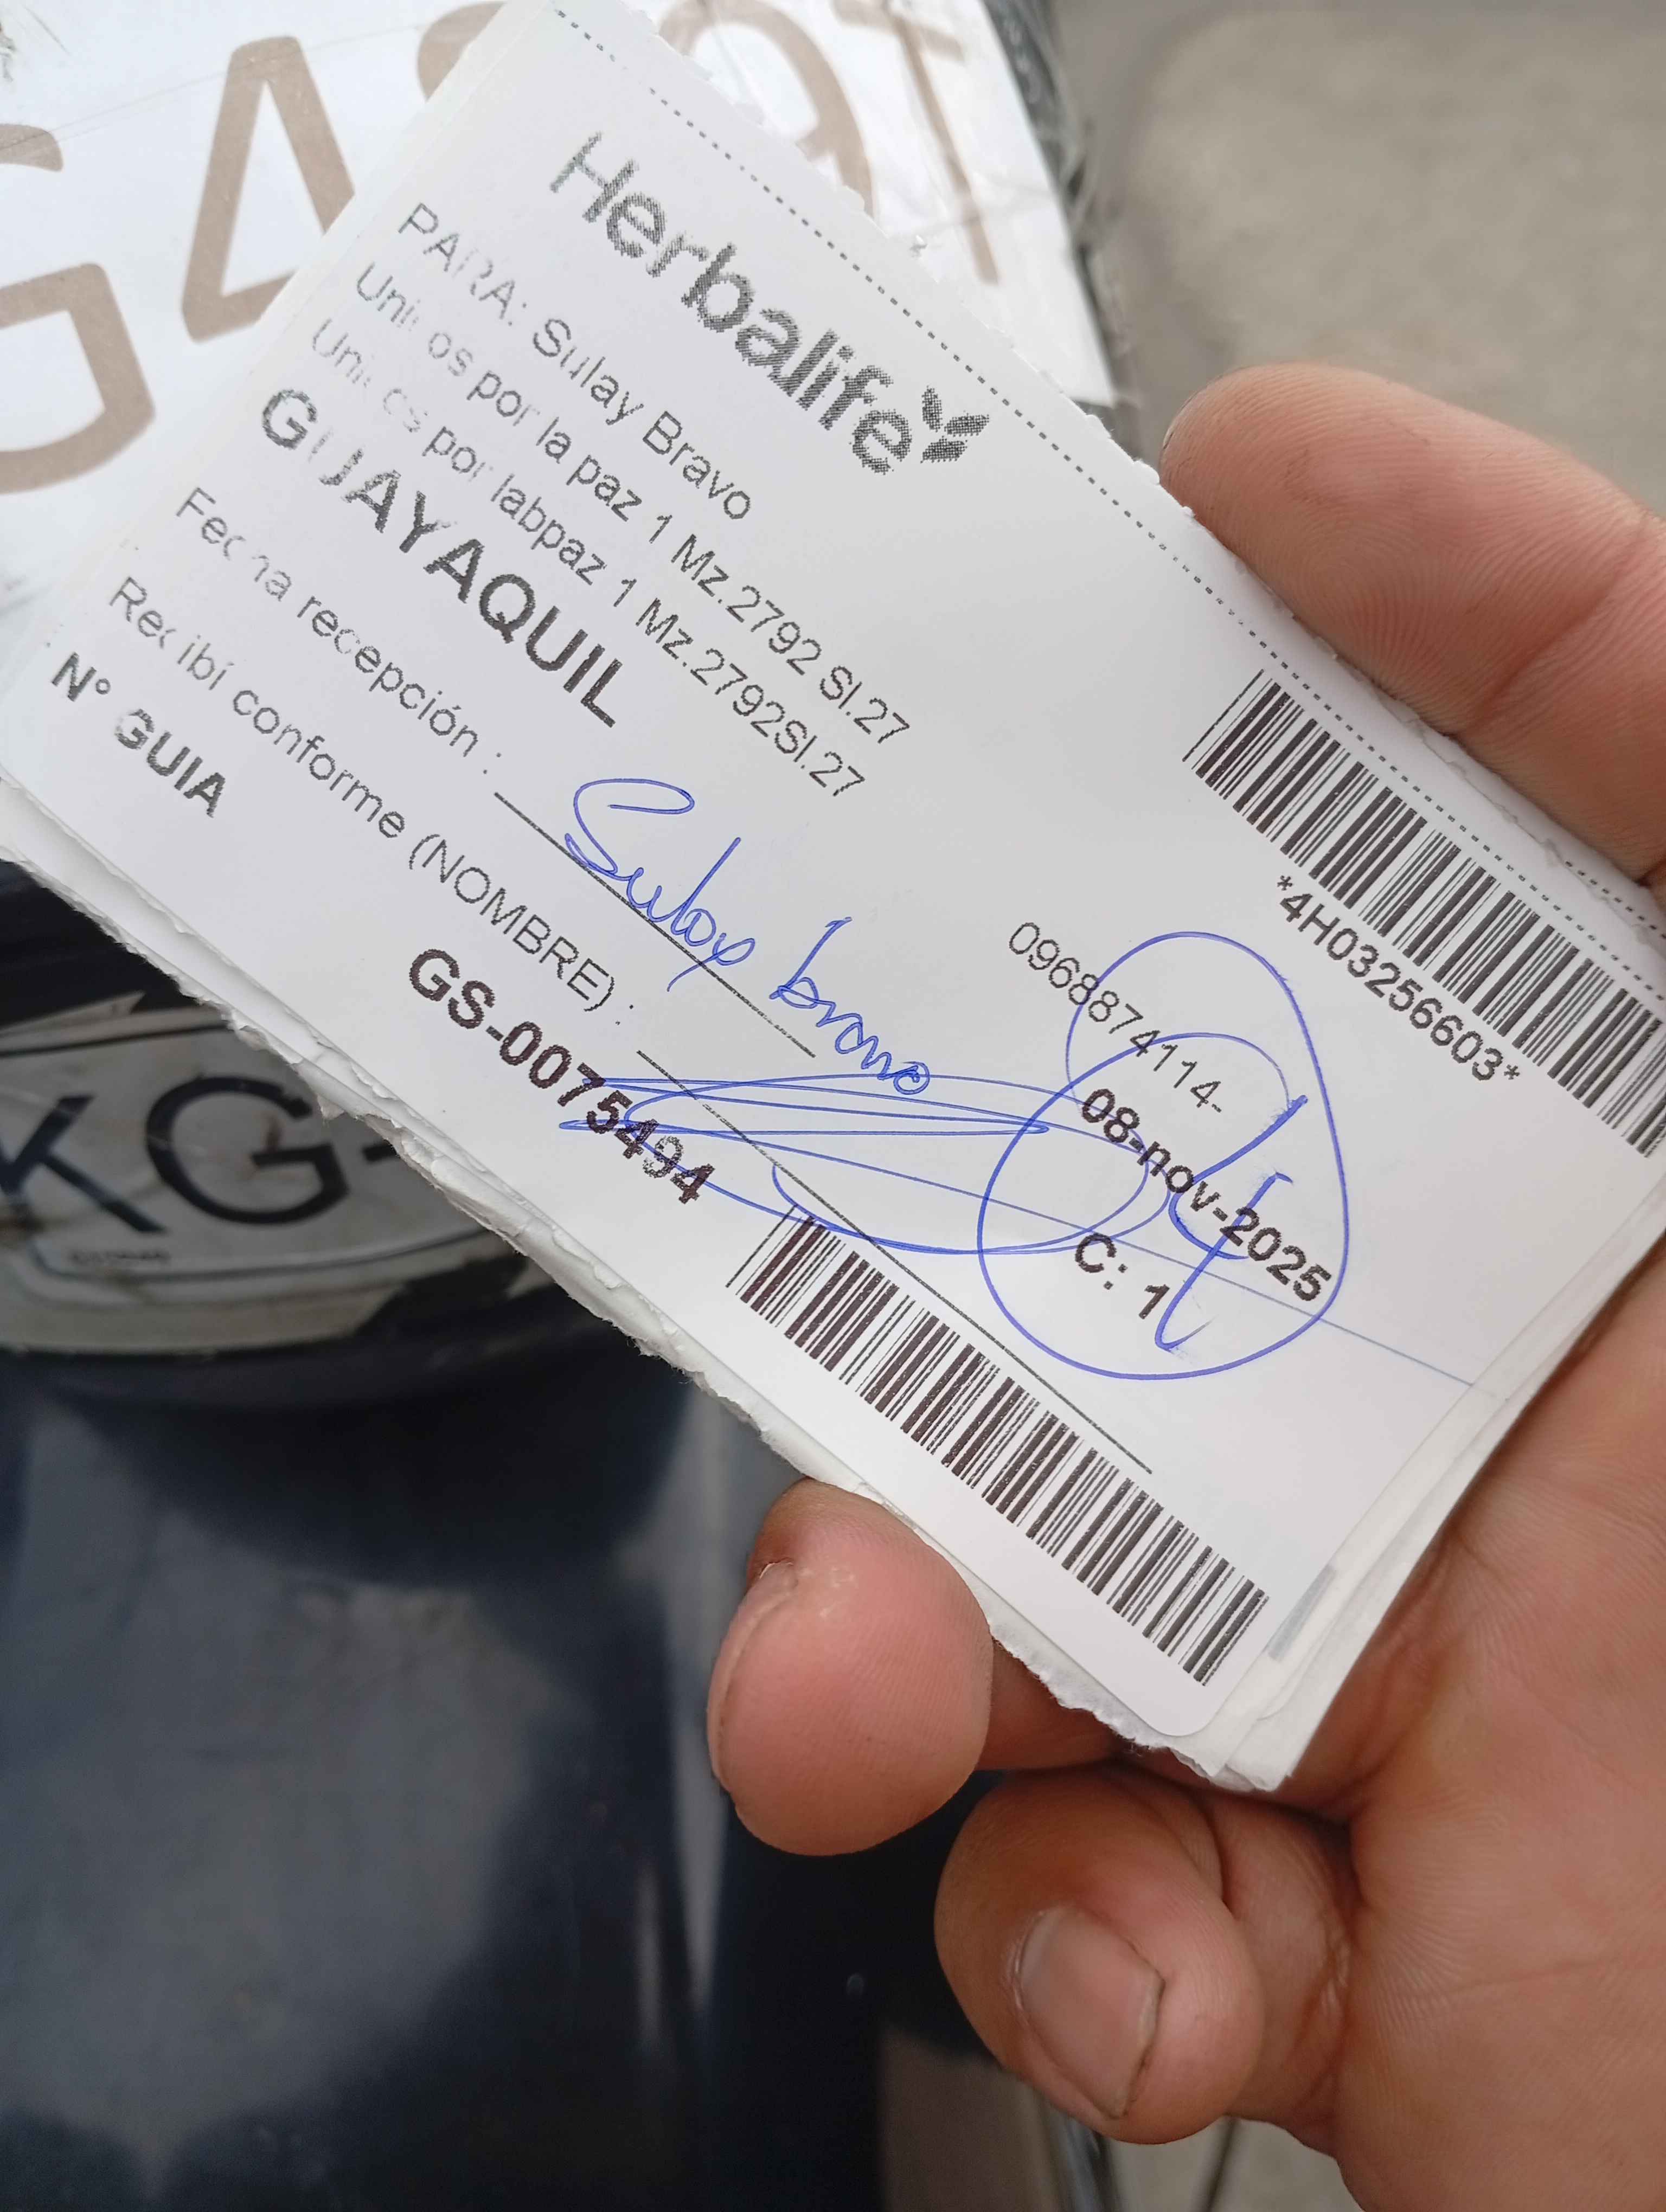 Herbalife
*4H03256603*
PARA: Sulay Bravo
Unidos por la paz 1 Mz.2792 Sl.27
Unidos por labpaz 1 Mz.2792Sl.27
0968874114-
GUAYAQUIL
08-nov-2025
C: 1
Fecha recepción :
Sulay bravo
Recibí conforme (NOMBRE) :
N° GUIA
GS-0075494
KG-